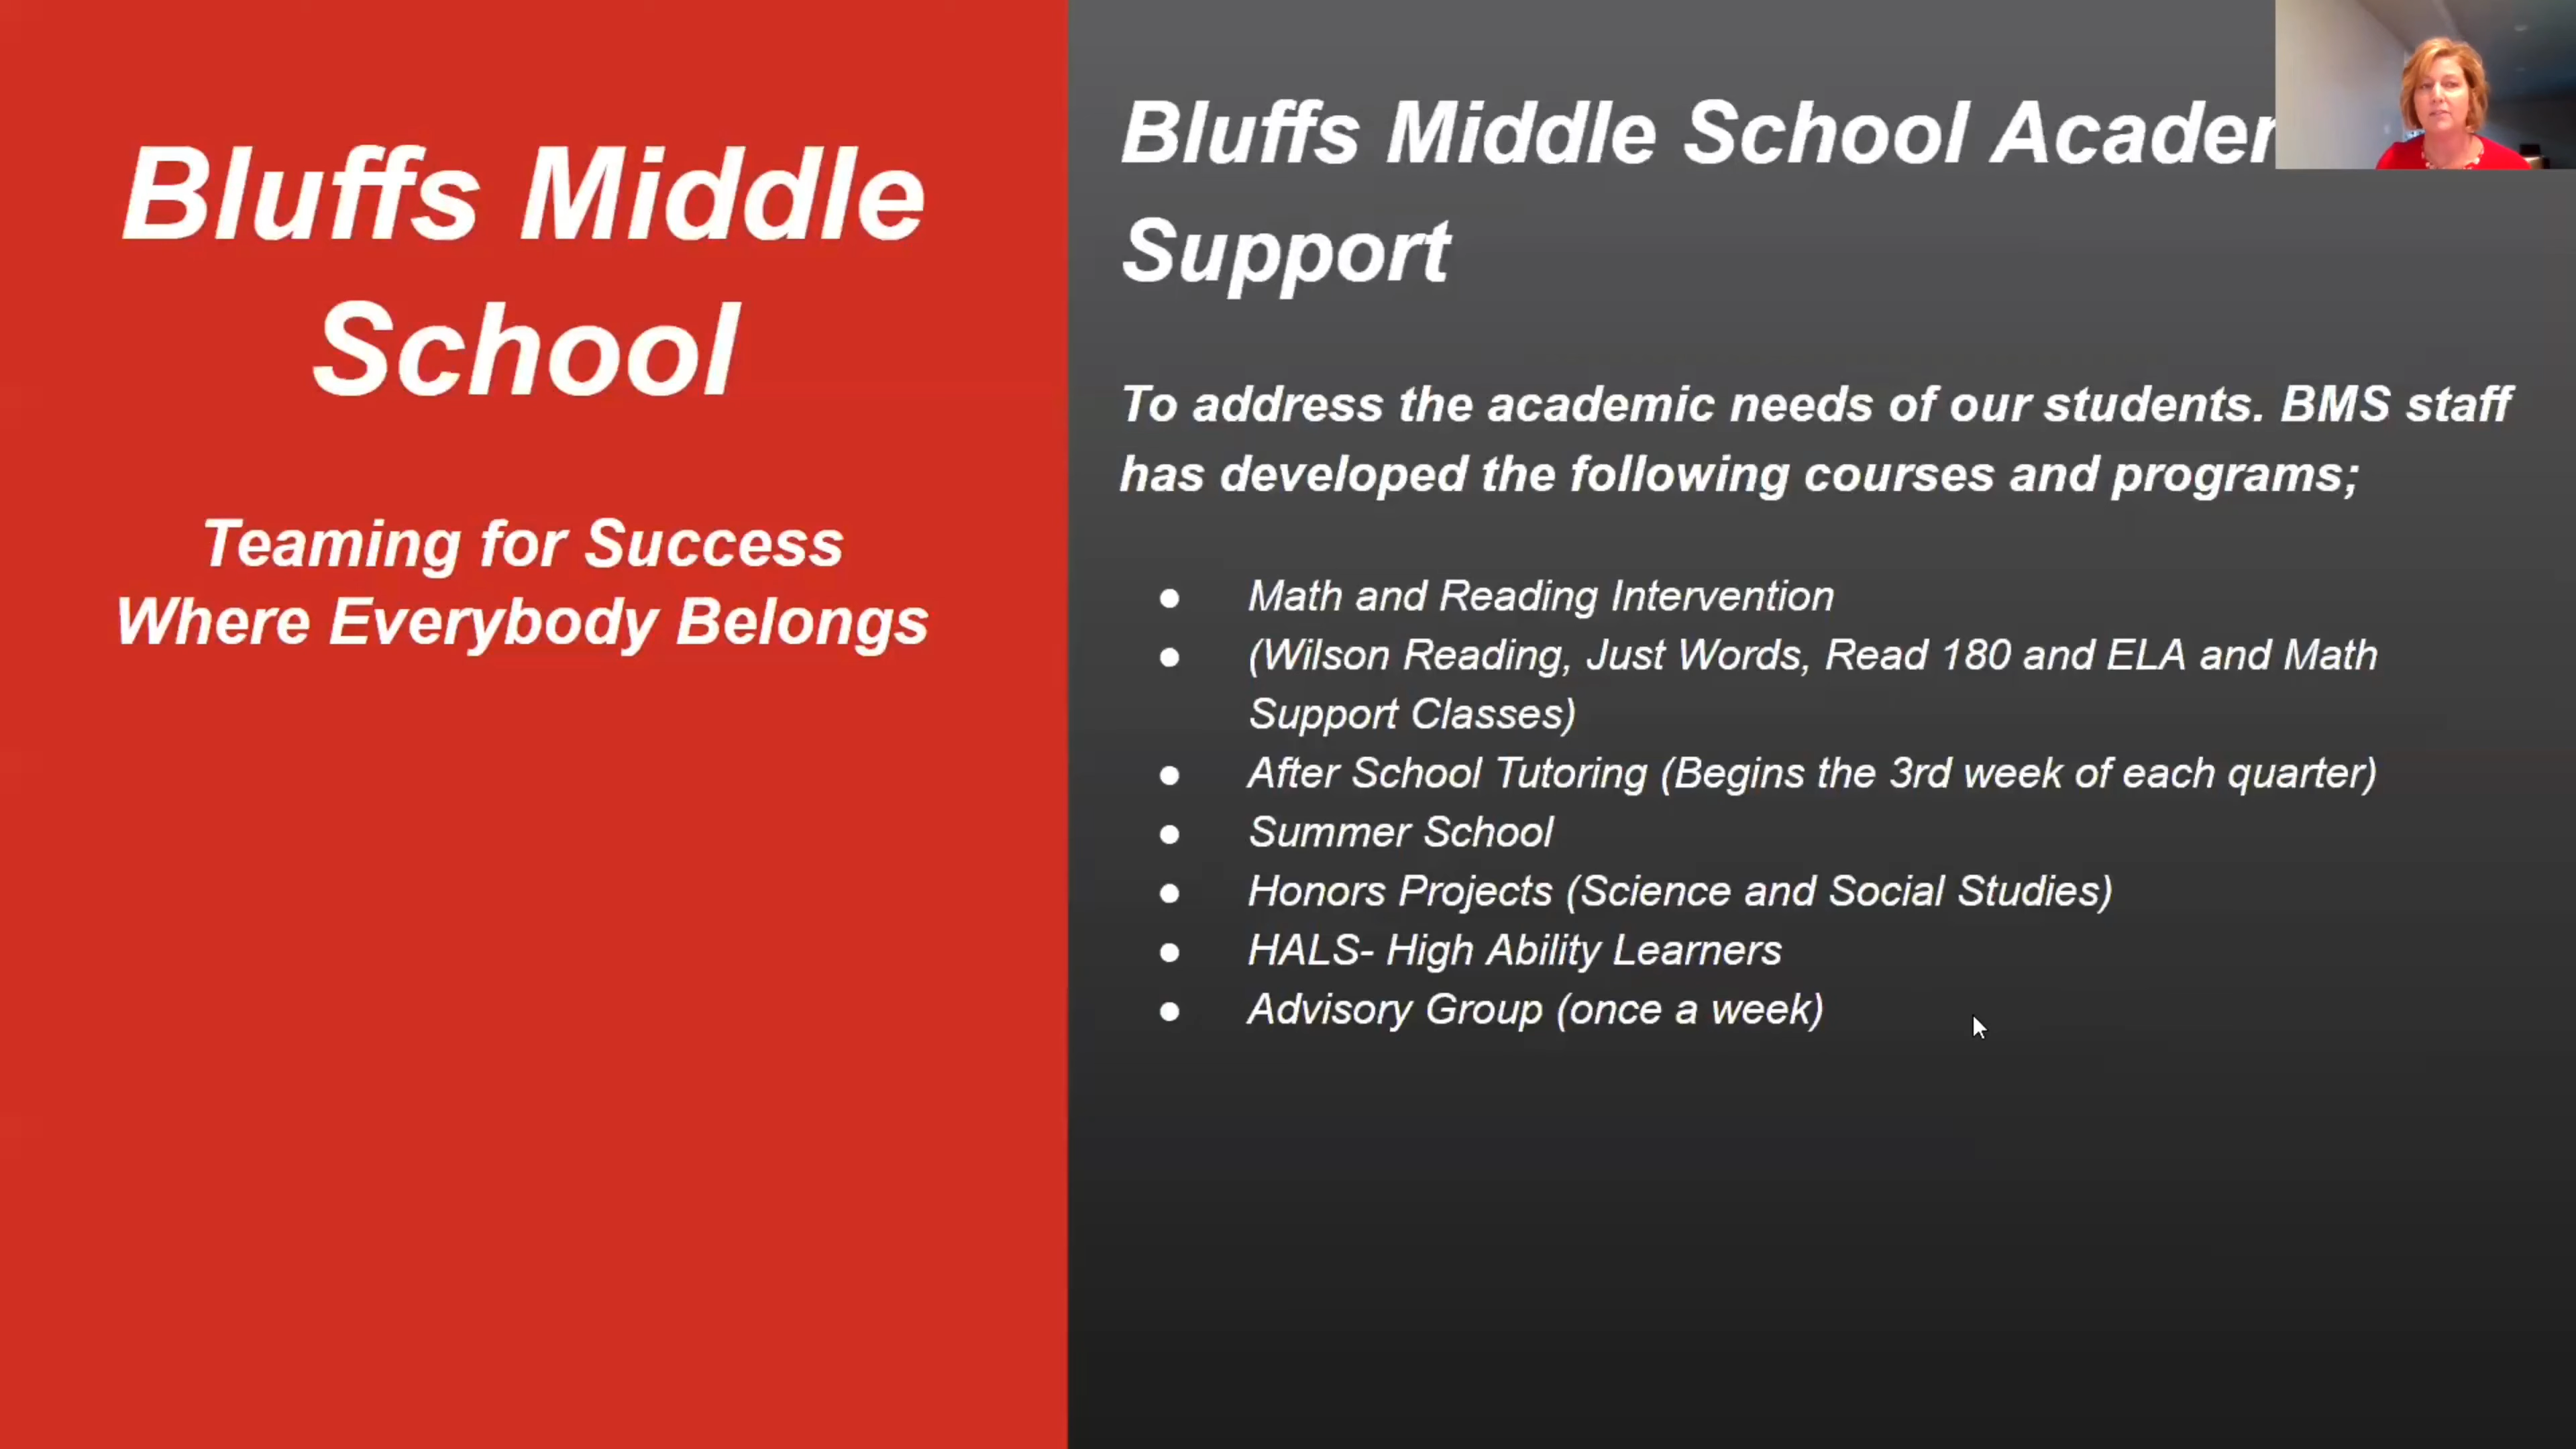 Bluffs Middle
School
Teaming for Success
Where Everybody Belongs
Bluffs Middle School
Support
To address the academic needs of our students. BMS staff
has developed the following courses and programs;
● Math and Reading Intervention
● (Wilson Reading, Just Words, Read 180 and ELA and Math
Support Classes)
● After School Tutoring (Begins the 3rd week of each quarter)
● Summer School
● Honors Projects (Science and Social Studies)
● HALS- High Ability Learners
● Advisory Group (once a week)